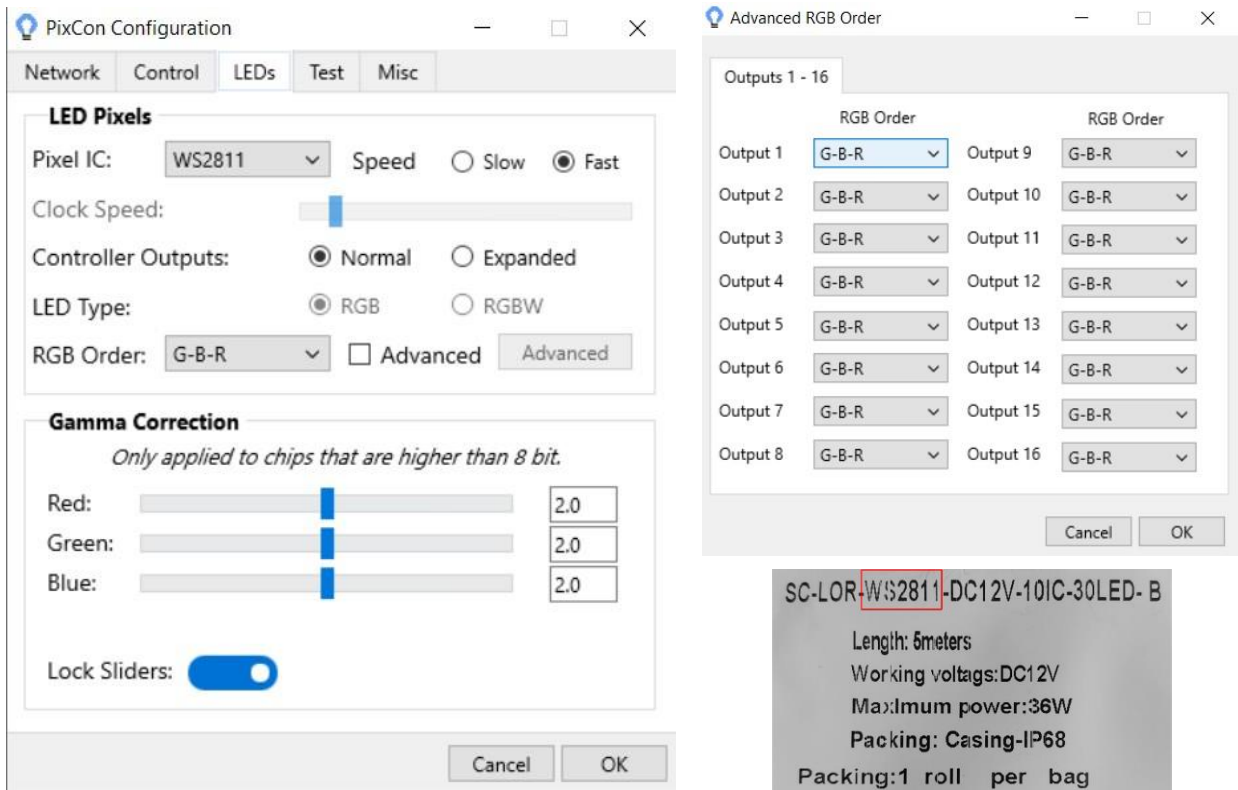 PixCon Configuration
Network Control LEDs Test Misc
LED Pixels
Pixel IC: WS2811 Speed Slow Fast
Clock Speed:
Controller Outputs: Normal Expanded
LED Type: RGB RGBW
RGB Order: G-B-R Advanced Advanced
Gamma Correction
Only applied to chips that are higher than 8 bit.
Red: 2.0
Green: 2.0
Blue: 2.0
Lock Sliders:
Cancel OK
Advanced RGB Order
Outputs 1 - 16
RGB Order RGB Order
Output 1 G-B-R Output 9 G-B-R
Output 2 G-B-R Output 10 G-B-R
Output 3 G-B-R Output 11 G-B-R
Output 4 G-B-R Output 12 G-B-R
Output 5 G-B-R Output 13 G-B-R
Output 6 G-B-R Output 14 G-B-R
Output 7 G-B-R Output 15 G-B-R
Output 8 G-B-R Output 16 G-B-R
Cancel OK
SC-LOR-WS2811-DC12V-10IC-30LED- B
Length: 5meters
Working voltags:DC12V
MaxImum power:36W
Packing: Casing-IP68
Packing:1 roll per bag